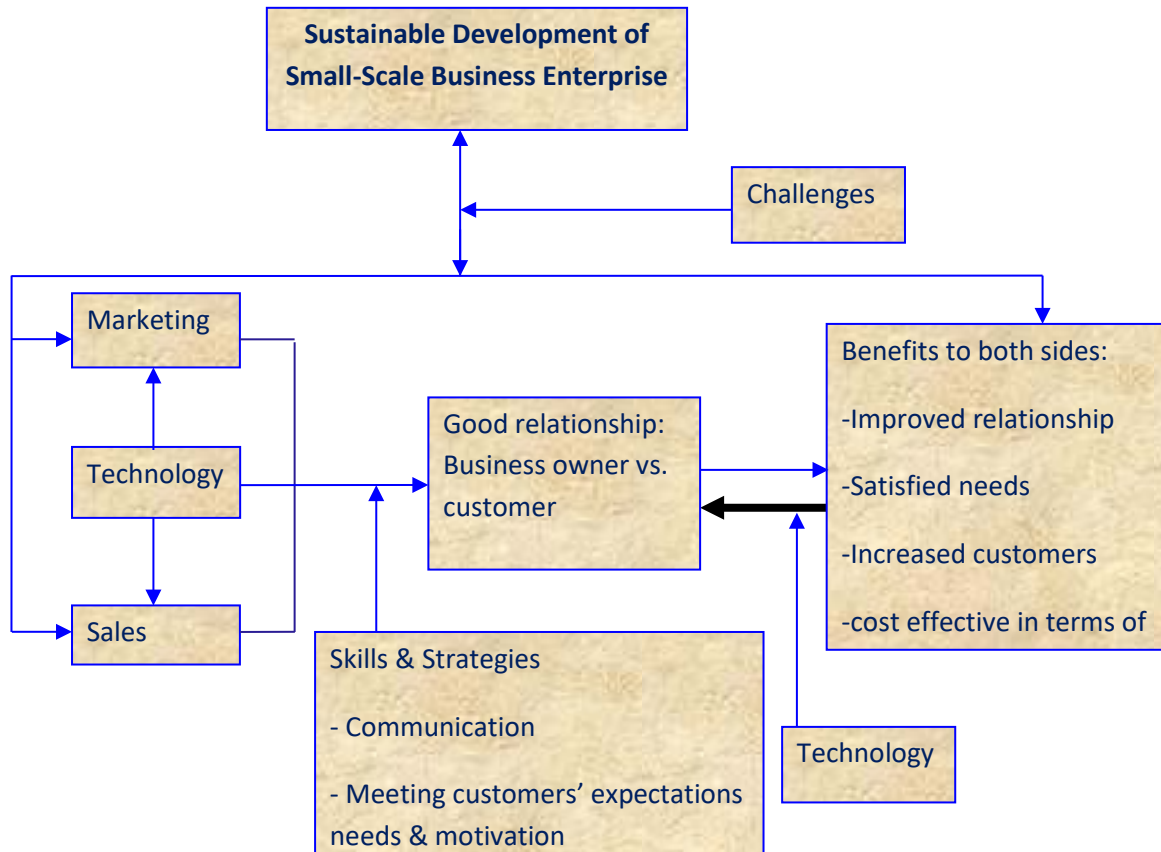 Sustainable Development of
Small-Scale Business Enterprise
Challenges
Marketing
Technology
Sales
Good relationship:
Business owner vs.
customer
Benefits to both sides:
-Improved relationship
-Satisfied needs
-Increased customers
-cost effective in terms of
Skills & Strategies
- Communication
- Meeting customers’ expectations
needs & motivation
Technology